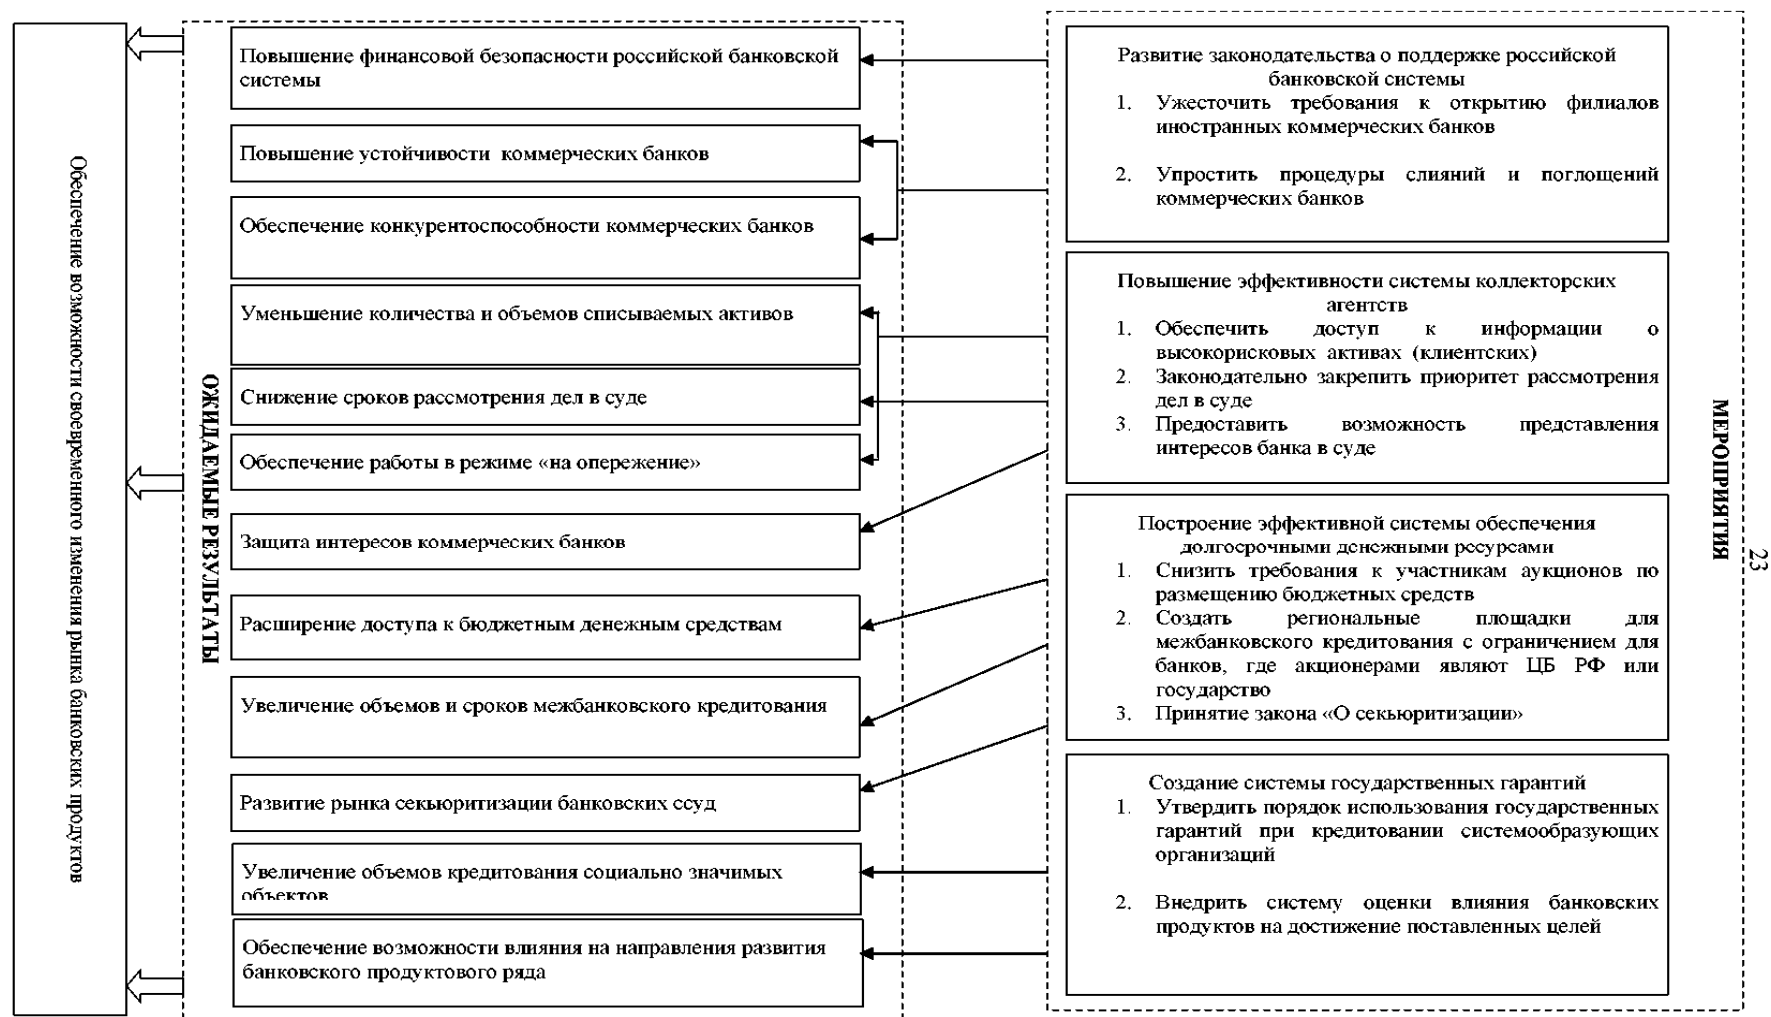 Обеспечение возможности своевременного изменения рынка банковских продуктов
ОЖИДАЕМЫЕ РЕЗУЛЬТАТЫ
Повышение финансовой безопасности российской банковской
системы
Повышение устойчивости коммерческих банков
Обеспечение конкурентоспособности коммерческих банков
Уменьшение количества и объемов списываемых активов
Снижение сроков рассмотрения дел в суде
Обеспечение работы в режиме «на опережение»
Защита интересов коммерческих банков
Расширение доступа к бюджетным денежным средствам
Увеличение объемов и сроков межбанковского кредитования
Развитие рынка секьюритизации банковских ссуд
Увеличение объемов кредитования социально значимых
объектов
Обеспечение возможности влияния на направления развития
банковского продуктового ряда
Развитие законодательства о поддержке российской
банковской системы
1. Ужесточить требования к открытию филиалов
иностранных коммерческих банков
2. Упростить процедуры слияний и поглощений
коммерческих банков
Повышение эффективности системы коллекторских
агентств
1. Обеспечить доступ к информации о
высокорисковых активах (клиентских)
2. Законодательно закрепить приоритет рассмотрения
дел в суде
3. Предоставить возможность представления
интересов банка в суде
Построение эффективной системы обеспечения
долгосрочными денежными ресурсами
1. Снизить требования к участникам аукционов по
размещению бюджетных средств
2. Создать региональные площадки для
межбанковского кредитования с ограничением для
банков, где акционерами являют ЦБ РФ или
государство
3. Принятие закона «О секьюритизации»
Создание системы государственных гарантий
1. Утвердить порядок использования государственных
гарантий при кредитовании системообразующих
организаций
2. Внедрить систему оценки влияния банковских
продуктов на достижение поставленных целей
МЕРОПРИЯТИЯ
23